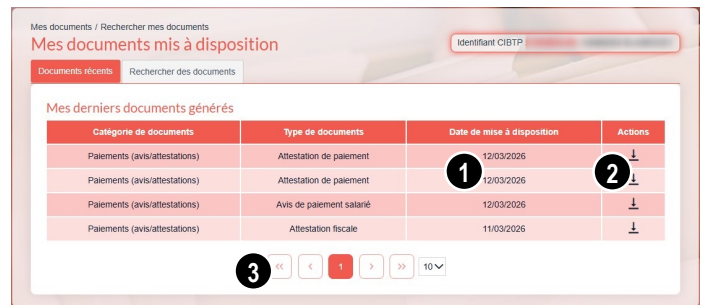 Mes documents / Rechercher mes documents
Mes documents mis à disposition
Identifiant CIBTP
Documents récents Rechercher des documents
Mes derniers documents générés
Catégorie de documents Type de documents Date de mise à disposition Actions
Paiements (avis/attestations) Attestation de paiement 12/03/2026
Paiements (avis/attestations) Attestation de paiement 12/03/2026
1 2
Paiements (avis/attestations) Avis de paiement salarié 12/03/2026
Paiements (avis/attestations) Attestation fiscale 11/03/2026
3 << < 1 > >> 10